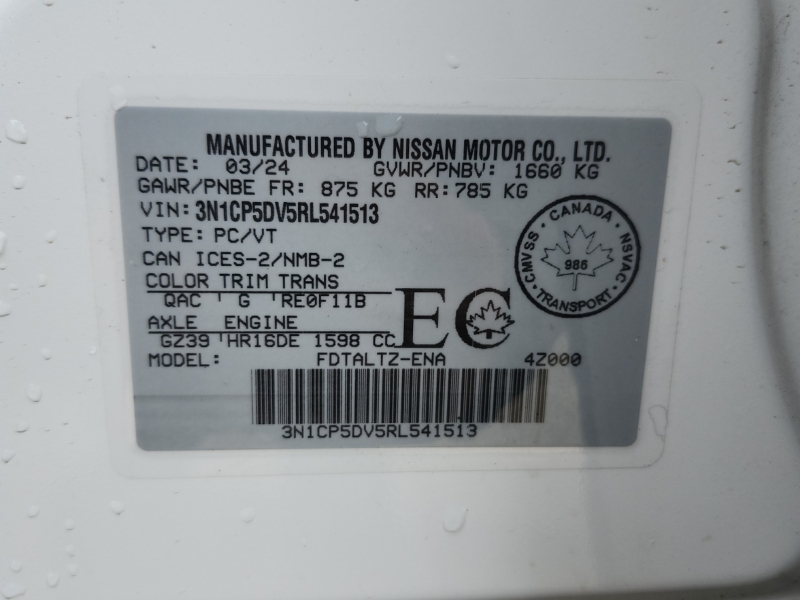 MANUFACTURED BY NISSAN MOTOR CO., LTD.
DATE: 03/24 GVWR/PNBV: 1660 KG
GAWR/PNBE FR: 875 KG RR: 785 KG
VIN: 3N1CP5DV5RL541513
TYPE: PC/VT
CAN ICES-2/NMB-2
COLOR TRIM TRANS
QAC G RE0F11B
AXLE ENGINE
GZ39 HR16DE 1598 CC
MODEL: FDTALTZ-ENA 4Z000
EC
CANADA
CMVSS 986 NSVAC
TRANSPORT
3N1CP5DV5RL541513